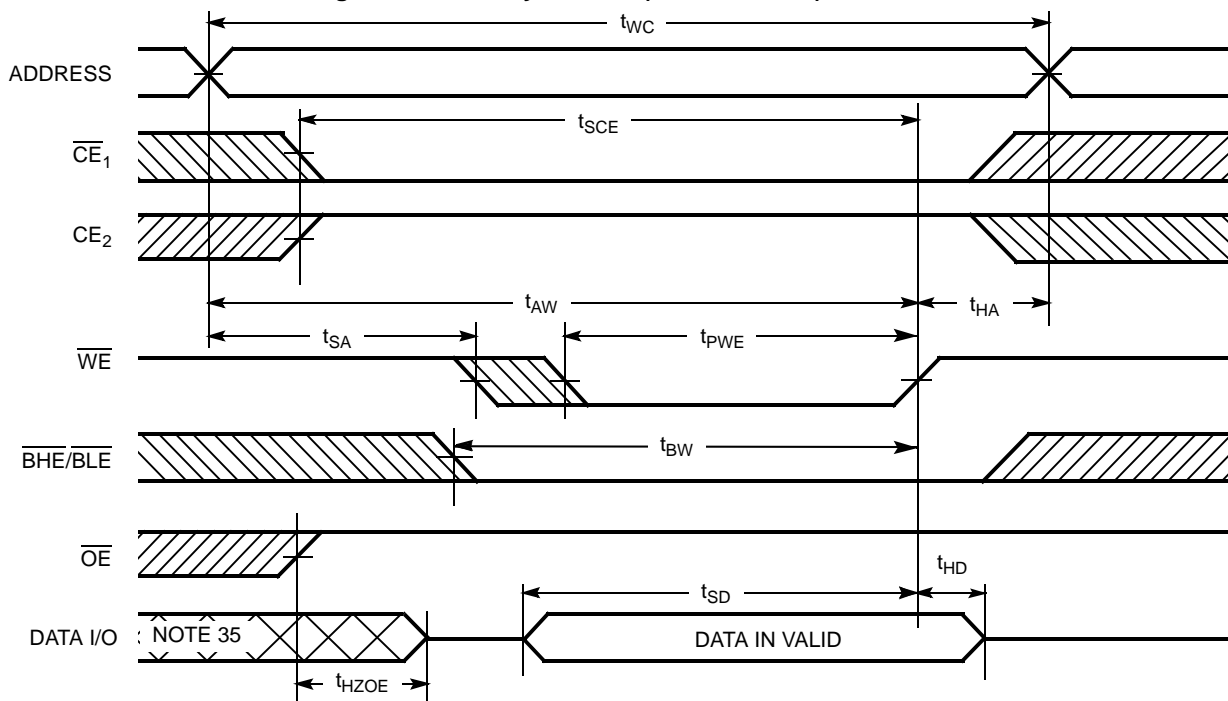 tWC
ADDRESS
tSCE
CE1
CE2
tAW
tHA
tSA
tPWE
WE
tBW
BHE/BLE
OE
tHD
tSD
DATA I/O
NOTE 35
DATA IN VALID
tHZOE